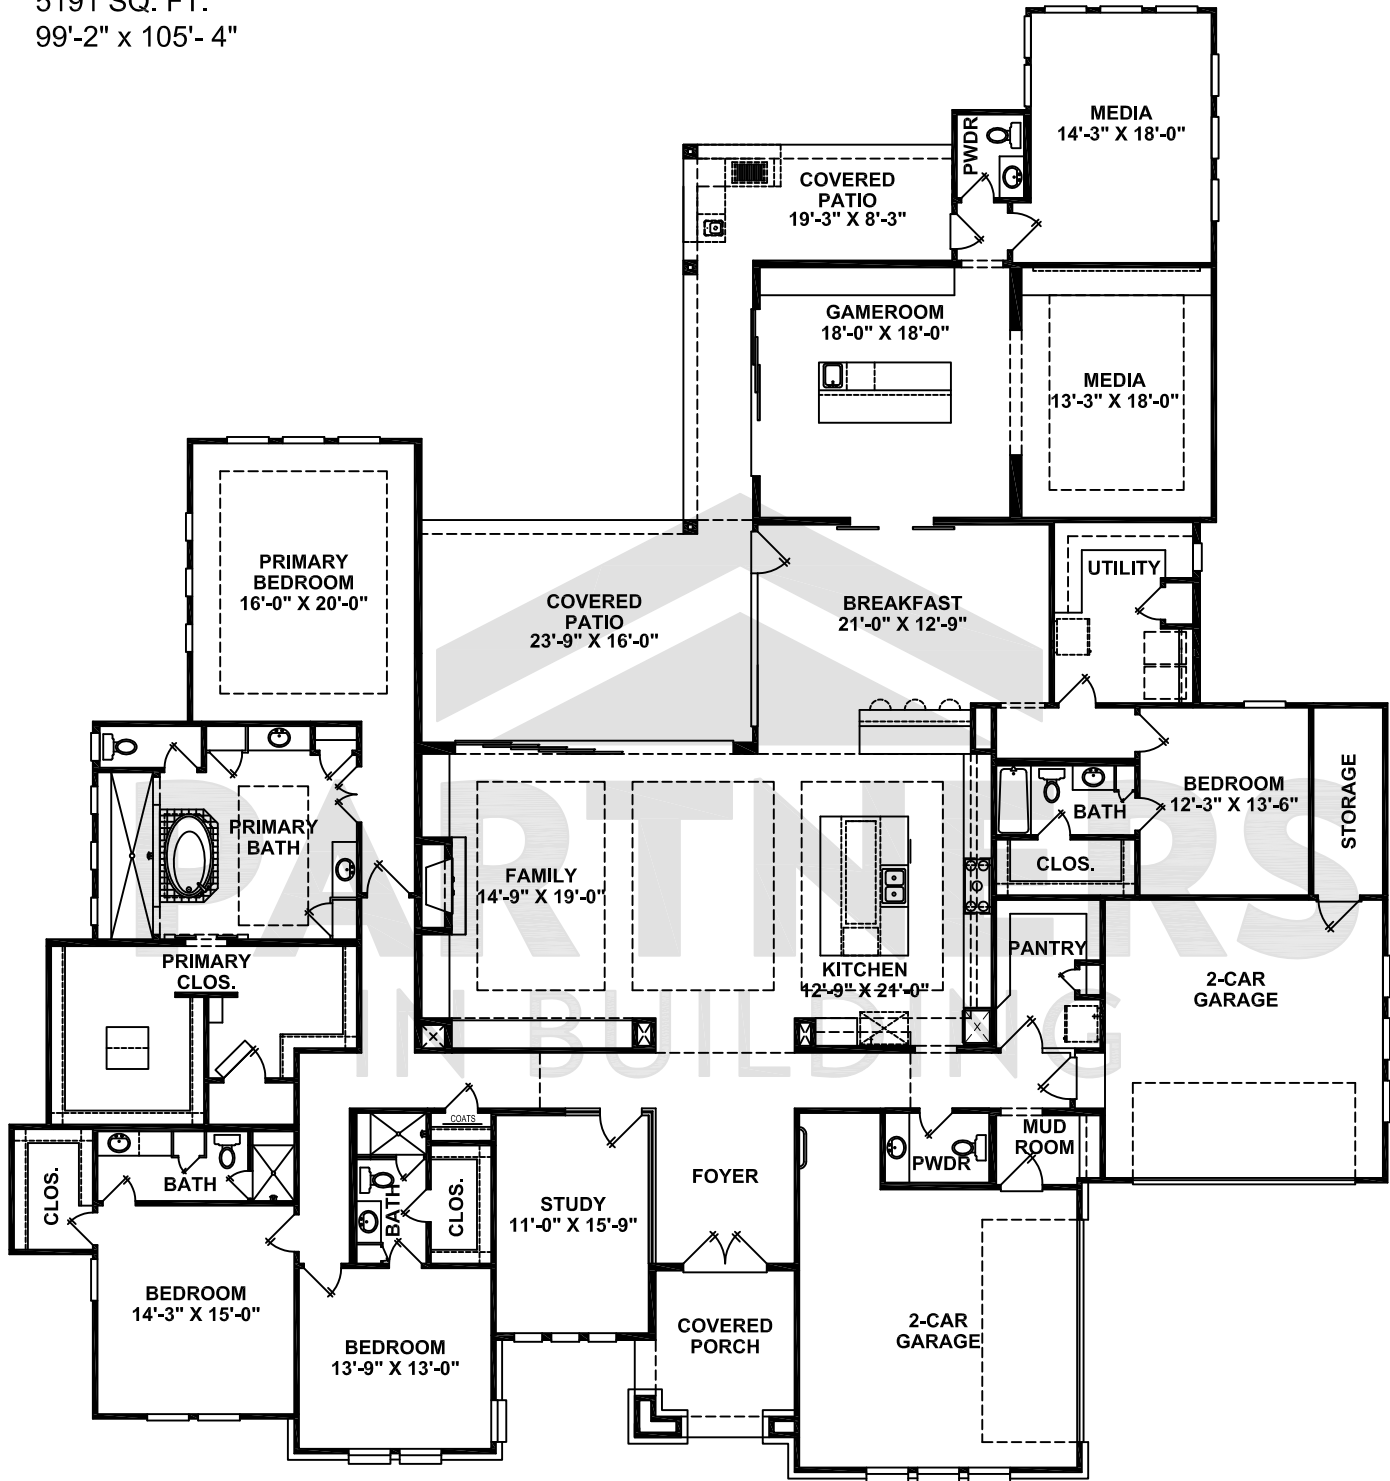 5191 SQ. FT.
99'-2" x 105'- 4"
MEDIA
14'-3" X 18'-0"
PWDR
COVERED
PATIO
19'-3" X 8'-3"
GAMEROOM
18'-0" X 18'-0"
MEDIA
13'-3" X 18'-0"
PRIMARY
BEDROOM
16'-0" X 20'-0"
COVERED
PATIO
23'-9" X 16'-0"
BREAKFAST
21'-0" X 12'-9"
UTILITY
PRIMARY
BATH
FAMILY
14'-9" X 19'-0"
KITCHEN
12'-9" X 21'-0"
BATH
CLOS.
BEDROOM
12'-3" X 13'-6"
STORAGE
PANTRY
2-CAR
GARAGE
PRIMARY
CLOS.
PARTNERS
IN BUILDING
COATS
CLOS.
BATH
BATH
CLOS.
STUDY
11'-0" X 15'-9"
FOYER
PWDR
MUD
ROOM
BEDROOM
14'-3" X 15'-0"
BEDROOM
13'-9" X 13'-0"
COVERED
PORCH
2-CAR
GARAGE